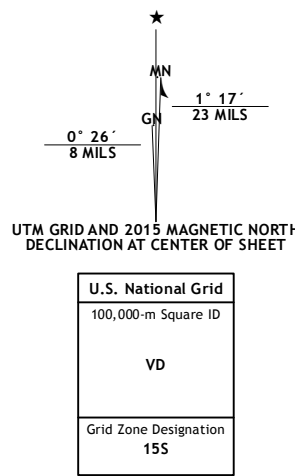 MN
1° 17´
23 MILS
GN
0° 26´
8 MILS
UTM GRID AND 2015 MAGNETIC NORTH
DECLINATION AT CENTER OF SHEET
U.S. National Grid
100,000-m Square ID
VD
Grid Zone Designation
15S